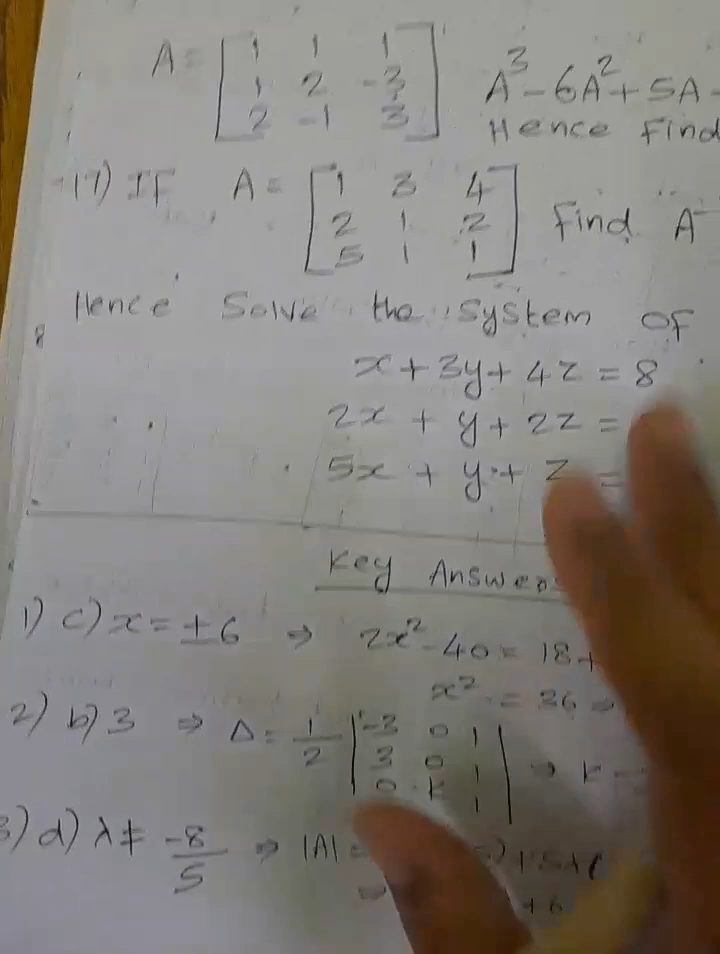 A = [ 1 1 1
1 2 -3
2 -1 3 ] A³ - 6A² + 5A -
Hence Find
17) IF A = [ 1 3 4
2 1 2
5 1 1 ] Find A
Hence Solve the System OF
x + 3y + 4z = 8
2x + y + 2z =
5x + y + z =
Key Answers
1) c) x = ±6 ⇒ 2x² - 40 = 18 +
x² = 36 ⇒
2) b) 3 ⇒ Δ = 1/2 | -3 0 1
3 0 1
0 k 1 | ⇒ k =
3) d) λ ≠ -8/5 ⇒ |A| =